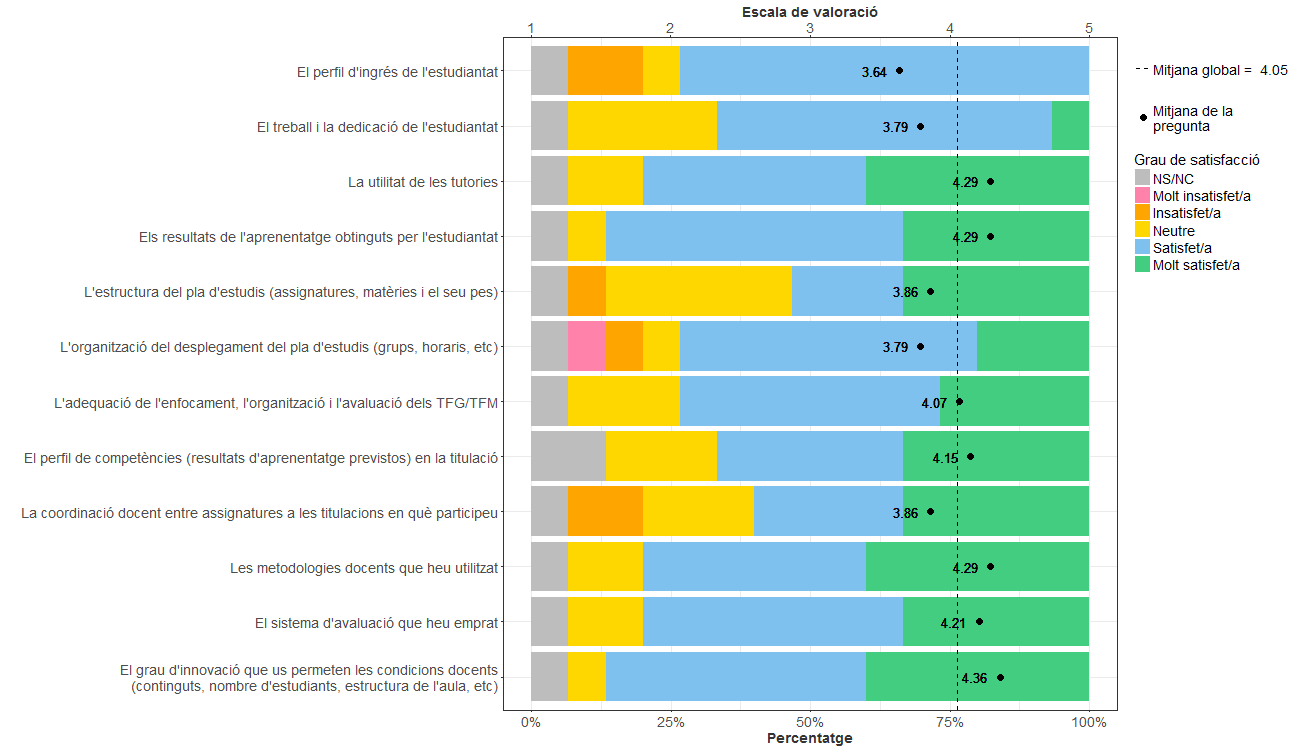 Escala de valoració
1 2 3 4 5
El perfil d'ingrés de l'estudiantat
3.64
El treball i la dedicació de l'estudiantat
3.79
La utilitat de les tutories
4.29
Els resultats de l'aprenentatge obtinguts per l'estudiantat
4.29
L'estructura del pla d'estudis (assignatures, matèries i el seu pes)
3.86
L'organització del desplegament del pla d'estudis (grups, horaris, etc)
3.79
L'adequació de l'enfocament, l'organització i l'avaluació dels TFG/TFM
4.07
El perfil de competències (resultats d'aprenentatge previstos) en la titulació
4.15
La coordinació docent entre assignatures a les titulacions en què participeu
3.86
Les metodologies docents que heu utilitzat
4.29
El sistema d'avaluació que heu emprat
4.21
El grau d'innovació que us permeten les condicions docents
(continguts, nombre d'estudiants, estructura de l'aula, etc)
4.36
0% 25% 50% 75% 100%
Percentatge
Mitjana global = 4.05
Mitjana de la
pregunta
Grau de satisfacció
NS/NC
Molt insatisfet/a
Insatisfet/a
Neutre
Satisfet/a
Molt satisfet/a